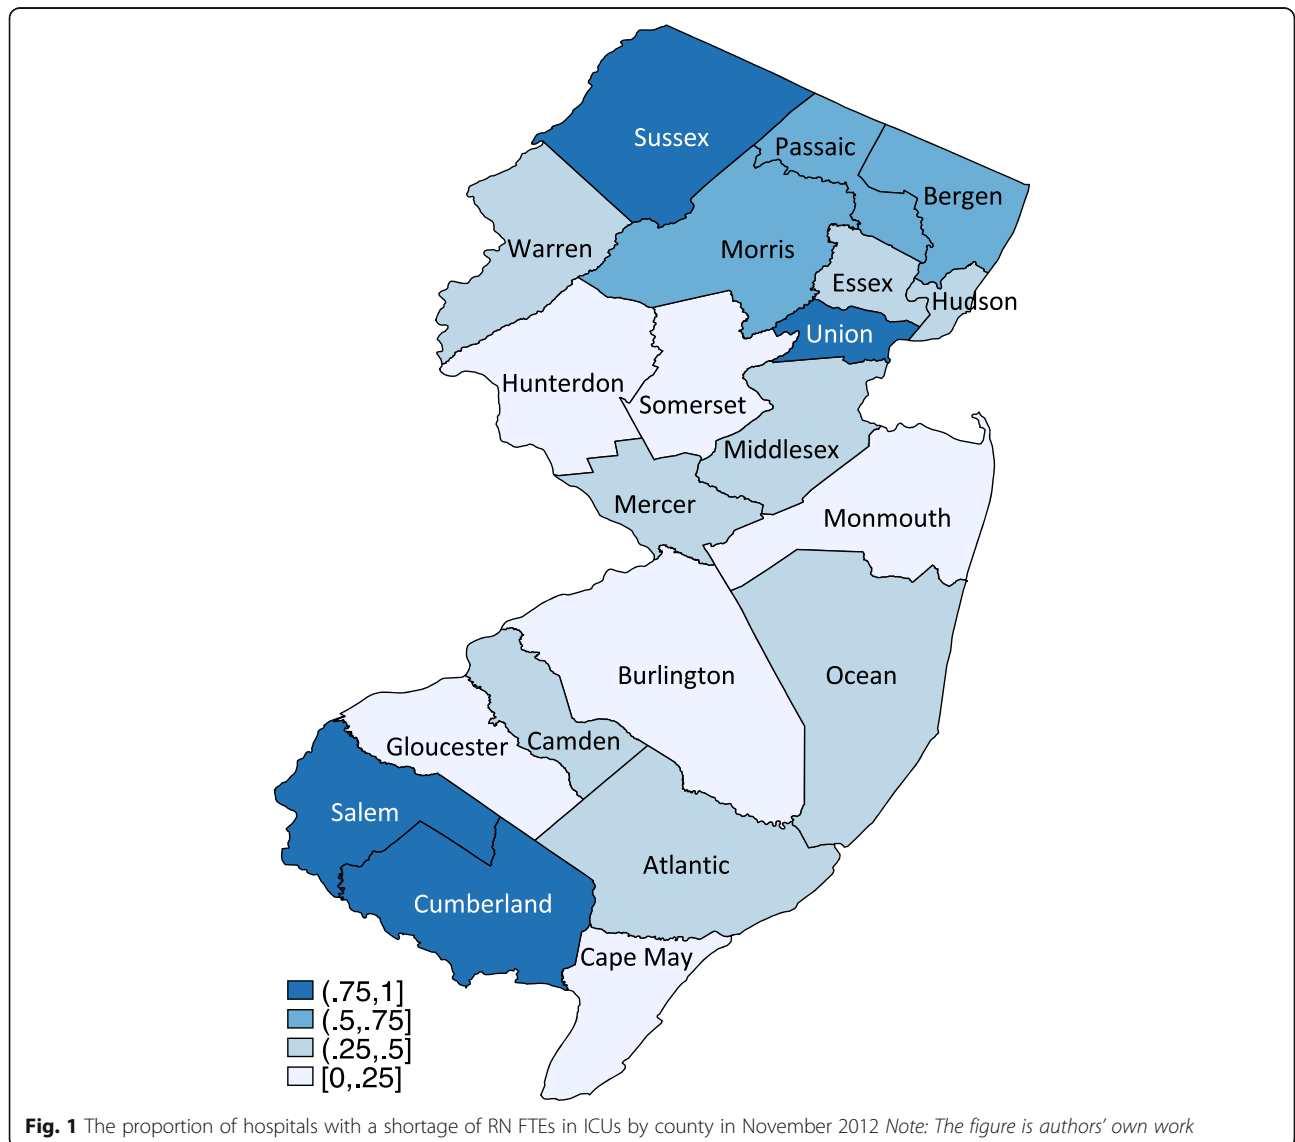 Sussex
Passaic
Bergen
Warren
Morris
Essex
Hudson
Union
Hunterdon
Somerset
Middlesex
Mercer
Monmouth
Burlington
Ocean
Gloucester
Camden
Salem
Atlantic
Cumberland
Cape May
(.75,1]
(.5,.75]
(.25,.5]
[0,.25]
Fig. 1 The proportion of hospitals with a shortage of RN FTEs in ICUs by county in November 2012 Note: The figure is authors' own work